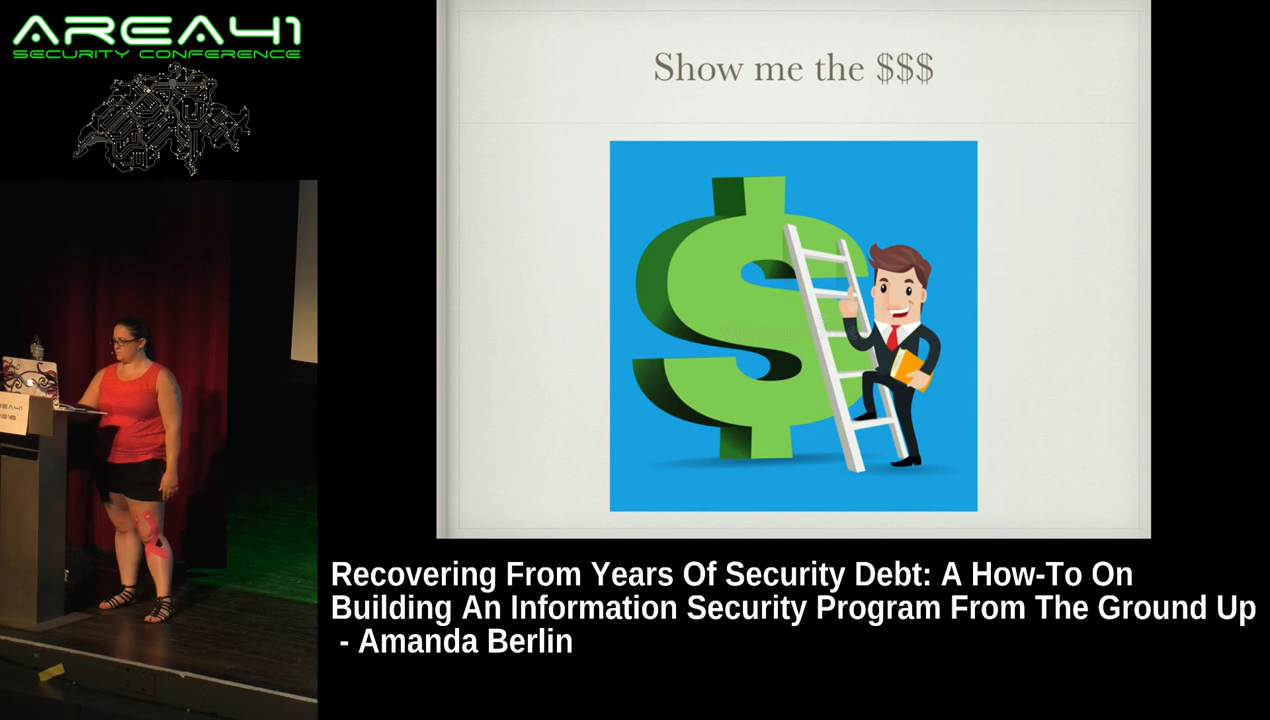 AREA41
SECURITY CONFERENCE
Show me the $$$
Recovering From Years Of Security Debt: A How-To On
Building An Information Security Program From The Ground Up
- Amanda Berlin